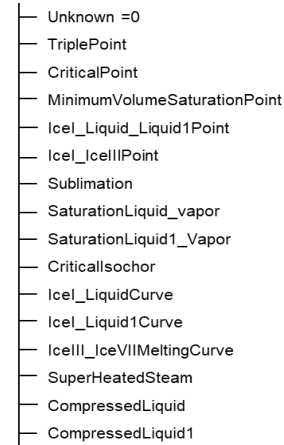 Unknown =0
TriplePoint
CriticalPoint
MinimumVolumeSaturationPoint
IceI_Liquid_Liquid1Point
IceI_IceIIIPoint
Sublimation
SaturationLiquid_vapor
SaturationLiquid1_Vapor
CriticalIsochor
IceI_LiquidCurve
IceI_Liquid1Curve
IceIII_IceVIIMeltingCurve
SuperHeatedSteam
CompressedLiquid
CompressedLiquid1